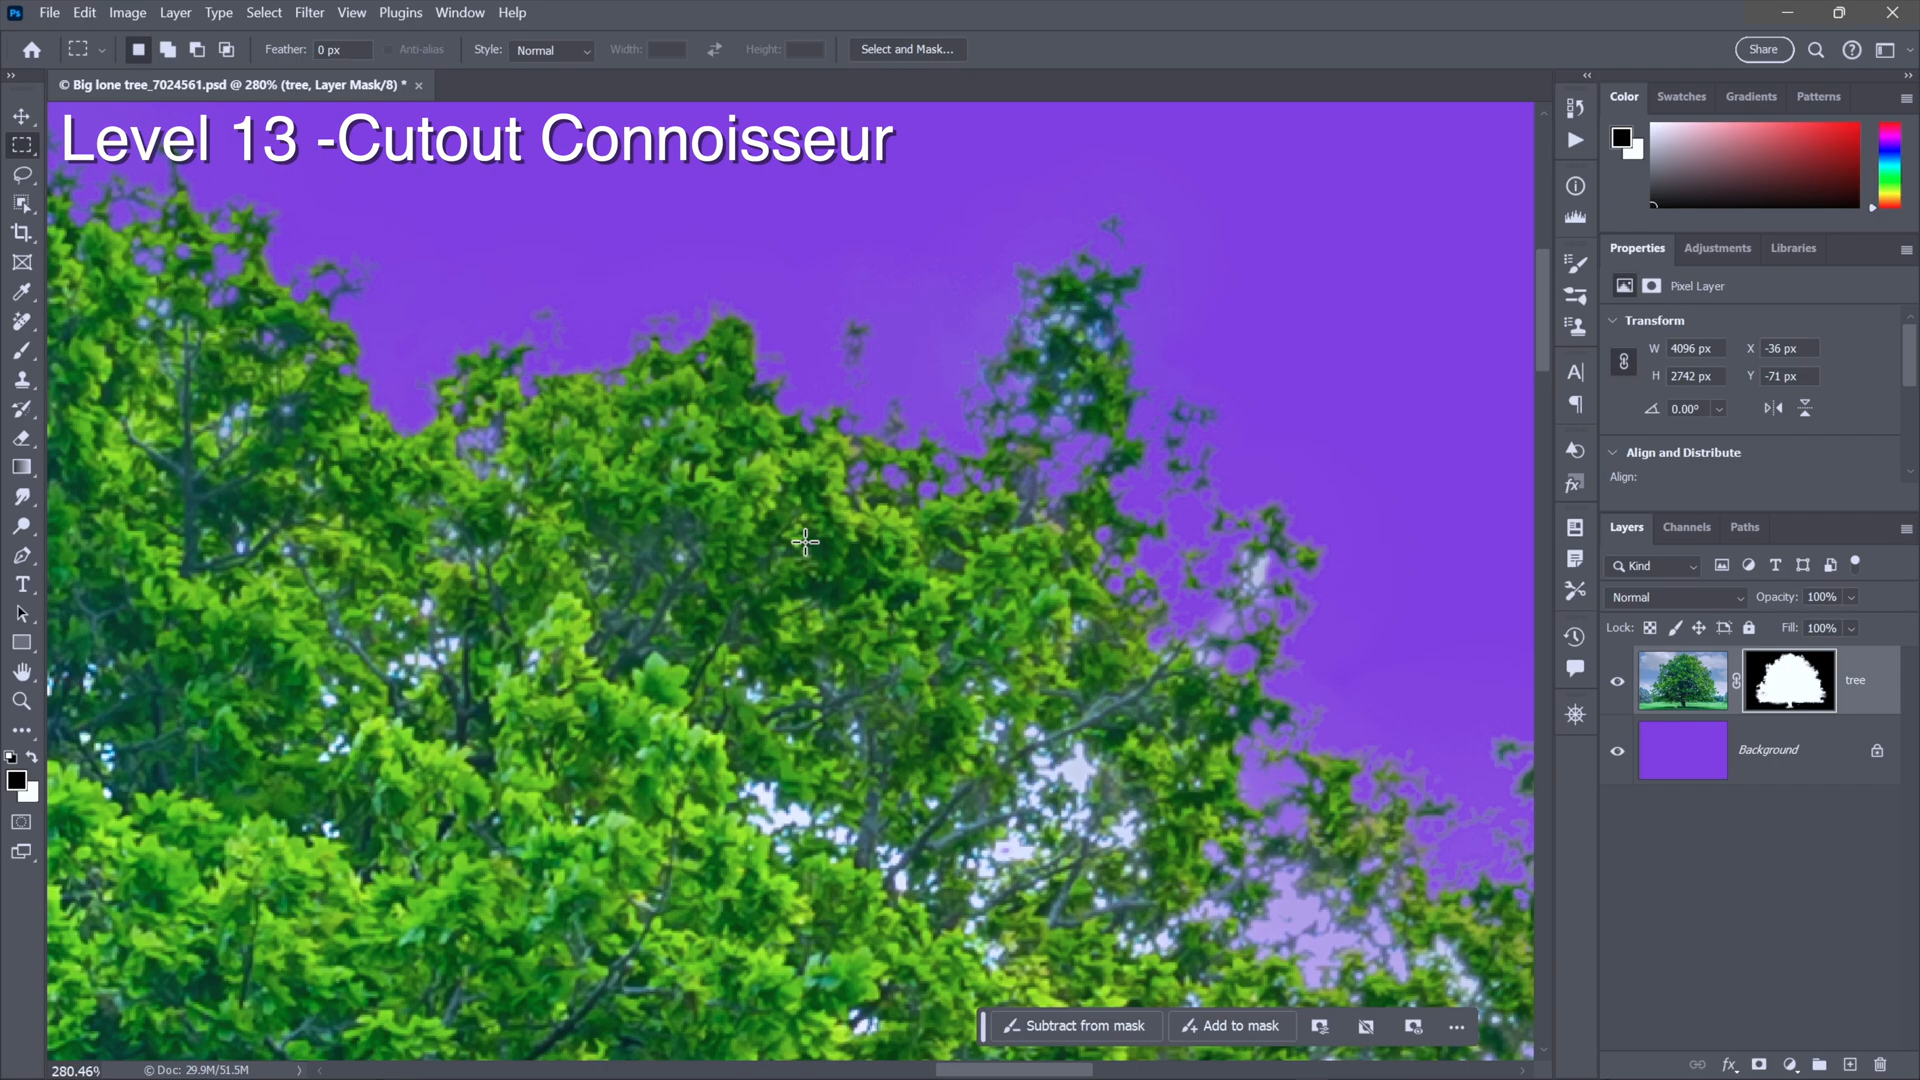 Ps File Edit Image Layer Type Select Filter View Plugins Window Help
Feather: 0 px Anti-alias Style: Normal Width: Height: Select and Mask... Share
© Big lone tree_7024561.psd @ 280% (tree, Layer Mask/8) *
Level 13 -Cutout Connoisseur
Color Swatches Gradients Patterns
Properties Adjustments Libraries
Pixel Layer
Transform
W 4096 px X -36 px
H 2742 px Y -71 px
0.00°
Align and Distribute
Align:
Layers Channels Paths
Kind
Normal Opacity: 100%
Lock: Fill: 100%
tree
Background
Subtract from mask Add to mask
280.46% © Doc: 29.9M/51.5M
fx